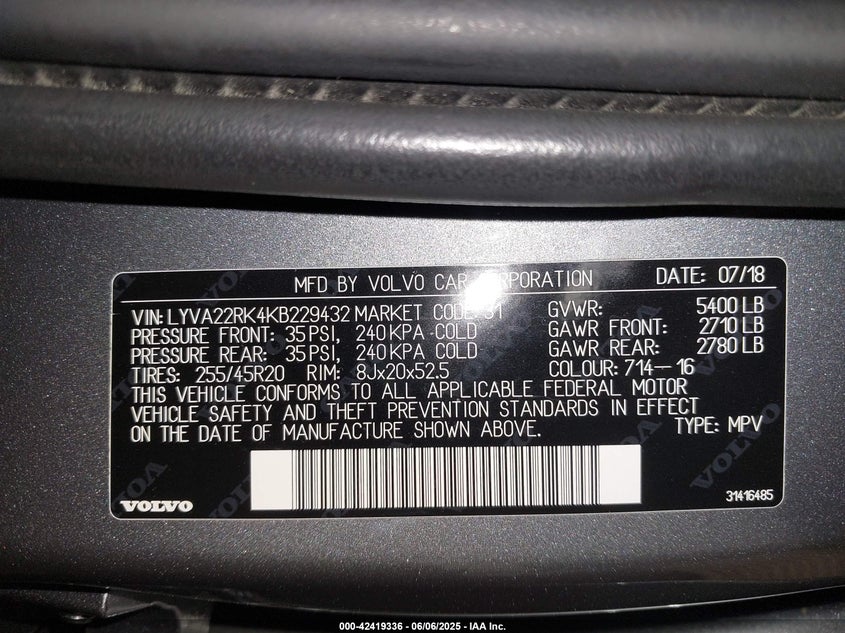 MFD BY VOLVO CAR CORPORATION DATE: 07/18
VIN: LYVA22RK4KB229432 MARKET CODE 31 GVWR: 5400 LB
PRESSURE FRONT: 35 PSI, 240 KPA COLD GAWR FRONT: 2710 LB
PRESSURE REAR: 35 PSI, 240 KPA COLD GAWR REAR: 2780 LB
TIRES: 255/45R20 RIM: 8Jx20x52.5 COLOUR: 714-16
THIS VEHICLE CONFORMS TO ALL APPLICABLE FEDERAL MOTOR
VEHICLE SAFETY AND THEFT PREVENTION STANDARDS IN EFFECT
ON THE DATE OF MANUFACTURE SHOWN ABOVE. TYPE: MPV
VOLVO 31416485
000-42419336 - 06/06/2025 - IAA Inc.